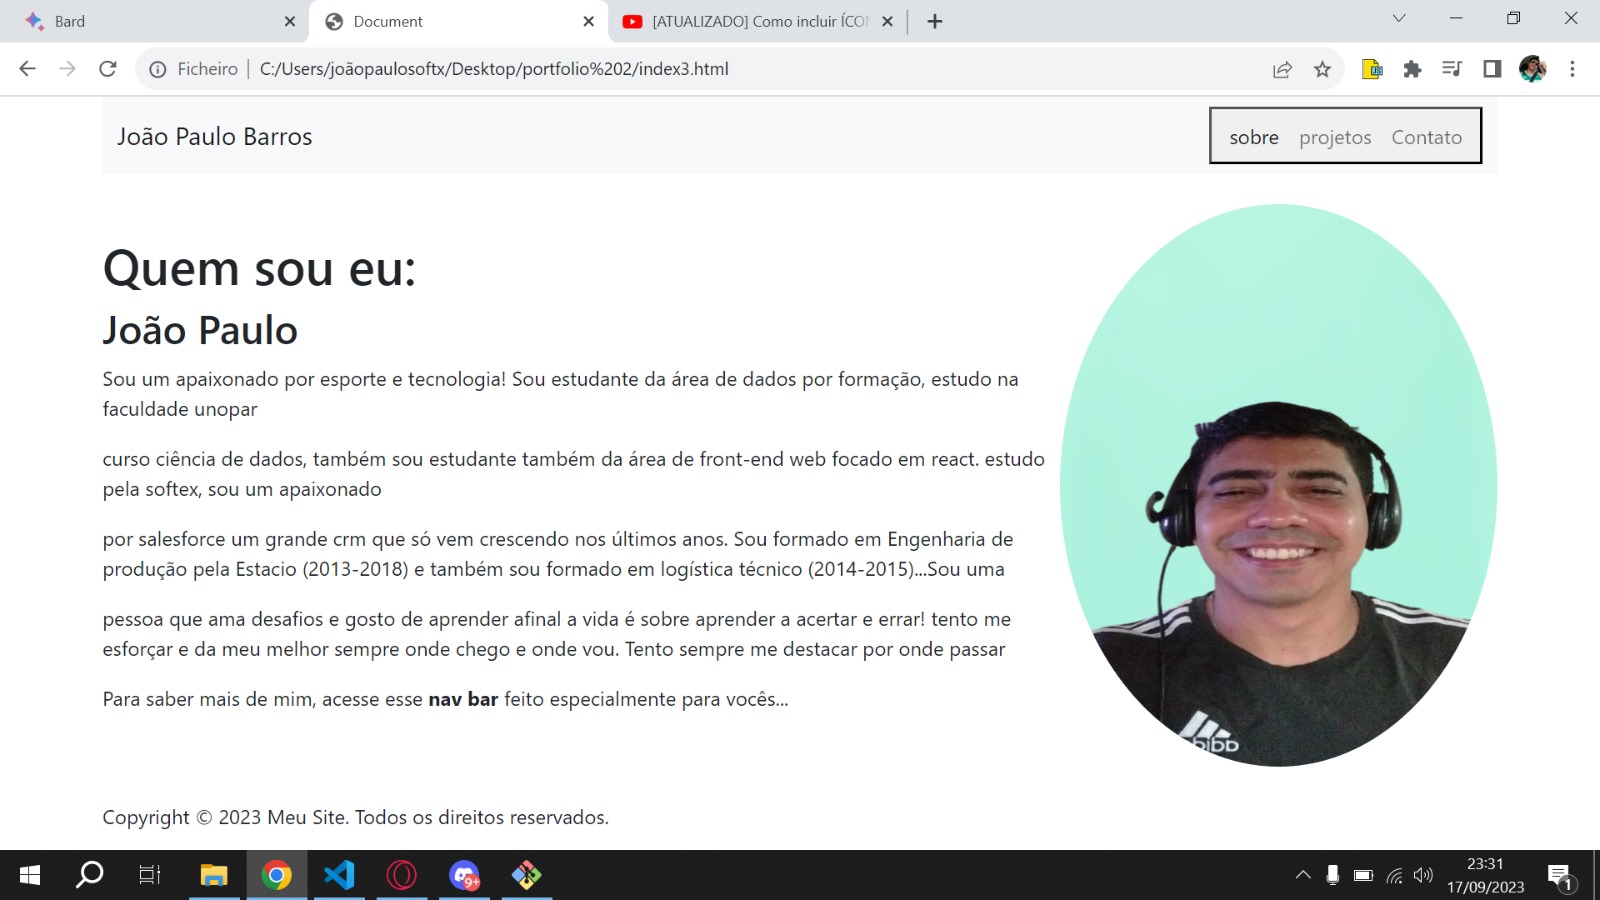 Bard
Document
[ATUALIZADO] Como incluir ÍCON
Ficheiro
C:/Users/joãopaulosoftx/Desktop/portfolio%202/index3.html
João Paulo Barros
sobre projetos Contato
Quem sou eu:
João Paulo
Sou um apaixonado por esporte e tecnologia! Sou estudante da área de dados por formação, estudo na
faculdade unopar
curso ciência de dados, também sou estudante também da área de front-end web focado em react. estudo
pela softex, sou um apaixonado
por salesforce um grande crm que só vem crescendo nos últimos anos. Sou formado em Engenharia de
produção pela Estacio (2013-2018) e também sou formado em logística técnico (2014-2015)...Sou uma
pessoa que ama desafios e gosto de aprender afinal a vida é sobre aprender a acertar e errar! tento me
esforçar e da meu melhor sempre onde chego e onde vou. Tento sempre me destacar por onde passar
Para saber mais de mim, acesse esse nav bar feito especialmente para vocês...
Copyright © 2023 Meu Site. Todos os direitos reservados.
9+
23:31
17/09/2023
1